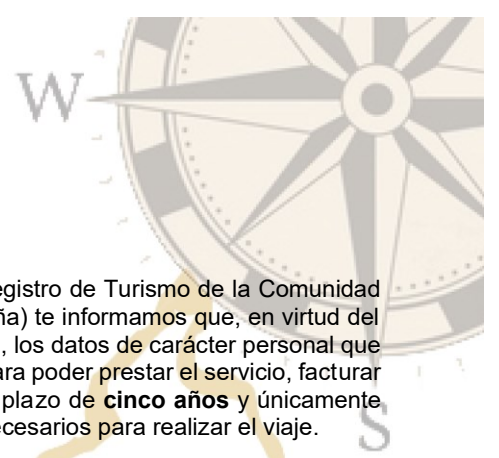 W
egistro de Turismo de la Comunidad
ña) te informamos que, en virtud del
, los datos de carácter personal que
ara poder prestar el servicio, facturar
plazo de cinco años y únicamente
ecesarios para realizar el viaje.
S